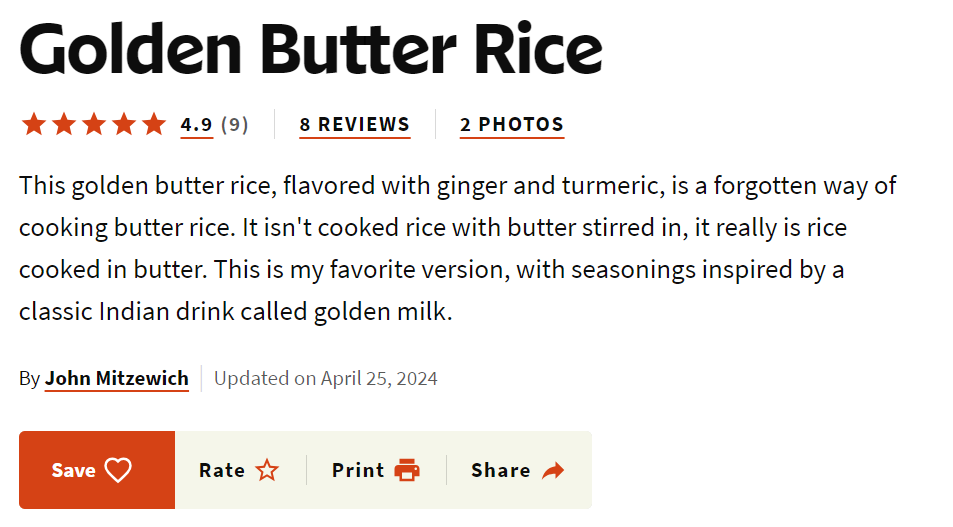 Golden Butter Rice
4.9 (9) 8 REVIEWS 2 PHOTOS
This golden butter rice, flavored with ginger and turmeric, is a forgotten way of
cooking butter rice. It isn't cooked rice with butter stirred in, it really is rice
cooked in butter. This is my favorite version, with seasonings inspired by a
classic Indian drink called golden milk.
By John Mitzewich Updated on April 25, 2024
Save Rate Print Share